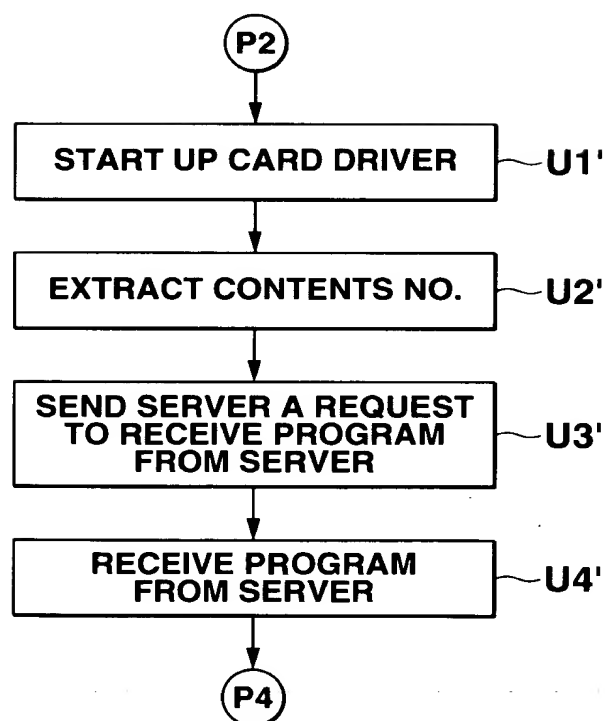 P2
START UP CARD DRIVER
U1'
EXTRACT CONTENTS NO.
U2'
SEND SERVER A REQUEST
TO RECEIVE PROGRAM
FROM SERVER
U3'
RECEIVE PROGRAM
FROM SERVER
U4'
P4